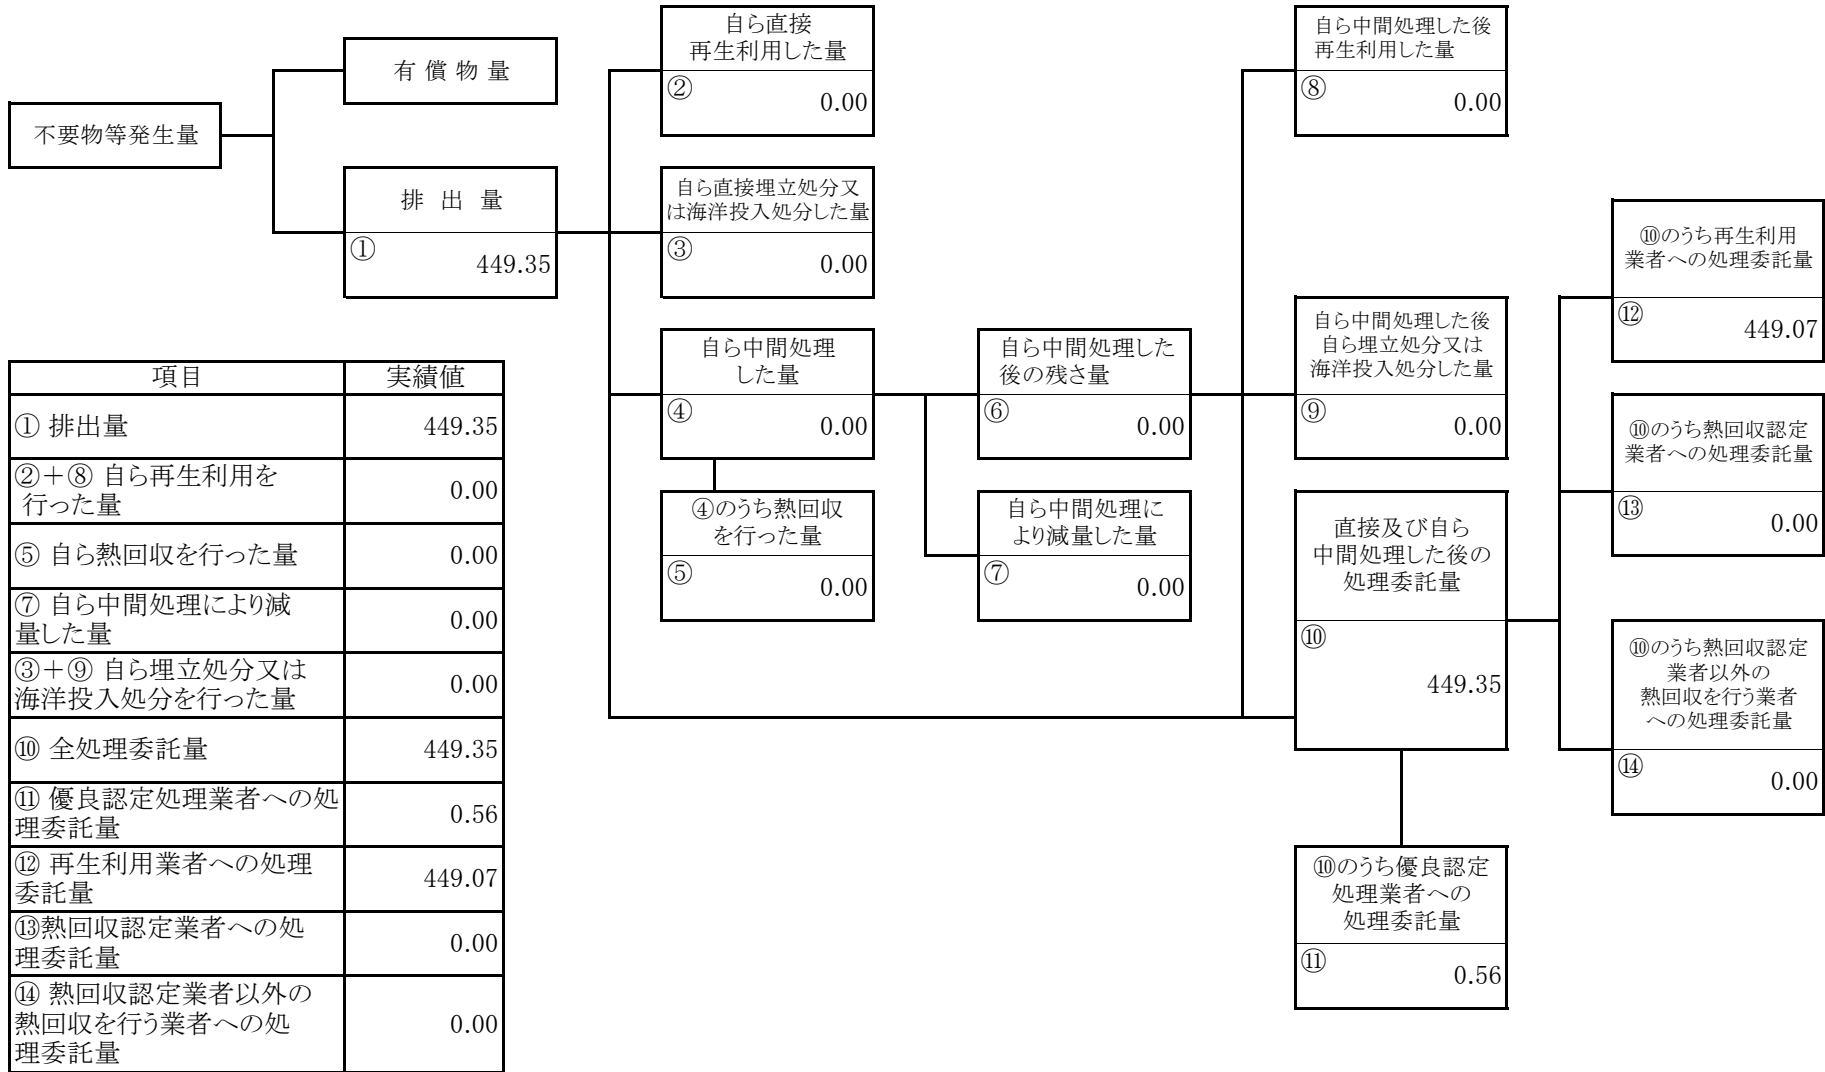 不要物等発生量
有償物量
排出量
①
449.35
自ら直接
再生利用した量
②
0.00
自ら直接埋立処分又
は海洋投入処分した量
③
0.00
自ら中間処理
した量
④
0.00
④のうち熱回収
を行った量
⑤
0.00
自ら中間処理した
後の残さ量
⑥
0.00
自ら中間処理に
より減量した量
⑦
0.00
自ら中間処理した後
再生利用した量
⑧
0.00
自ら中間処理した後
自ら埋立処分又は
海洋投入処分した量
⑨
0.00
直接及び自ら
中間処理した後の
処理委託量
⑩
449.35
⑩のうち優良認定
処理業者への
処理委託量
⑪
0.56
⑩のうち再生利用
業者への処理委託量
⑫
449.07
⑩のうち熱回収認定
業者への処理委託量
⑬
0.00
⑩のうち熱回収認定
業者以外の
熱回収を行う業者
への処理委託量
⑭
0.00
項目 実績値
① 排出量 449.35
②+⑧ 自ら再生利用を
行った量 0.00
⑤ 自ら熱回収を行った量 0.00
⑦ 自ら中間処理により減
量した量 0.00
③+⑨ 自ら埋立処分又は
海洋投入処分を行った量 0.00
⑩ 全処理委託量 449.35
⑪ 優良認定処理業者への処
理委託量 0.56
⑫ 再生利用業者への処理
委託量 449.07
⑬熱回収認定業者への処
理委託量 0.00
⑭ 熱回収認定業者以外の
熱回収を行う業者への処 0.00
理委託量